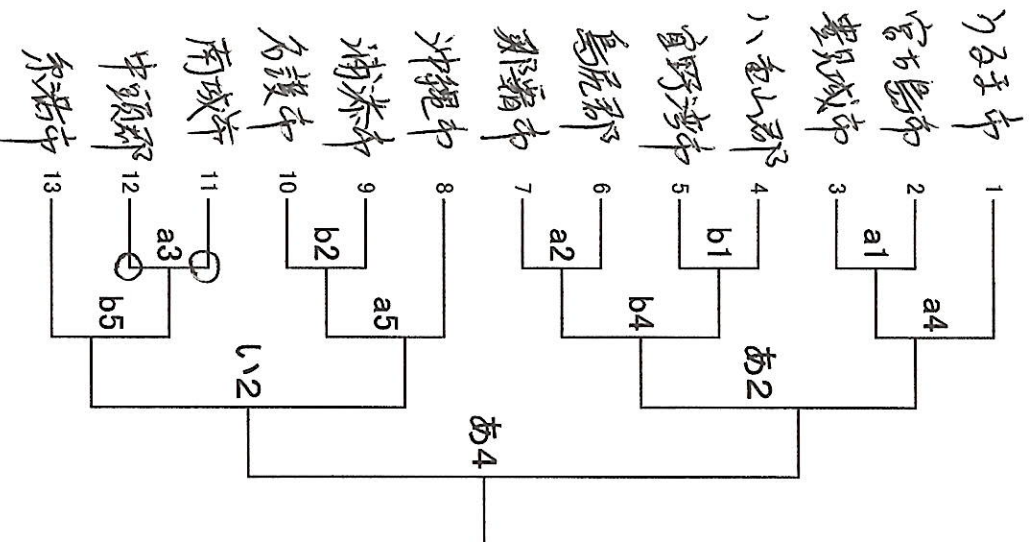 うるま市 1
宮古島市 2
豊見城市 3
八重山郡 4
宜野湾市 5
島尻郡 6
那覇市 7
沖縄市 8
浦添市 9
名護市 10
南城市 11
中頭郡 12
糸満市 13
a1
b1
a2
b2
a3
a4
b4
a5
b5
あ2
い2
あ4